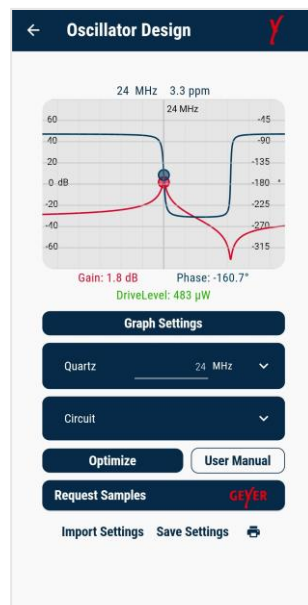 ← Oscillator Design
24 MHz 3.3 ppm
24 MHz
60 -45
40 -90
20 -135
0 dB -180 °
-20 -225
-40 -270
-60 -315
Gain: 1.8 dB Phase: -160.7°
DriveLevel: 483 µW
Graph Settings
Quartz 24 MHz
Circuit
Optimize User Manual
Request Samples GEYER
Import Settings Save Settings